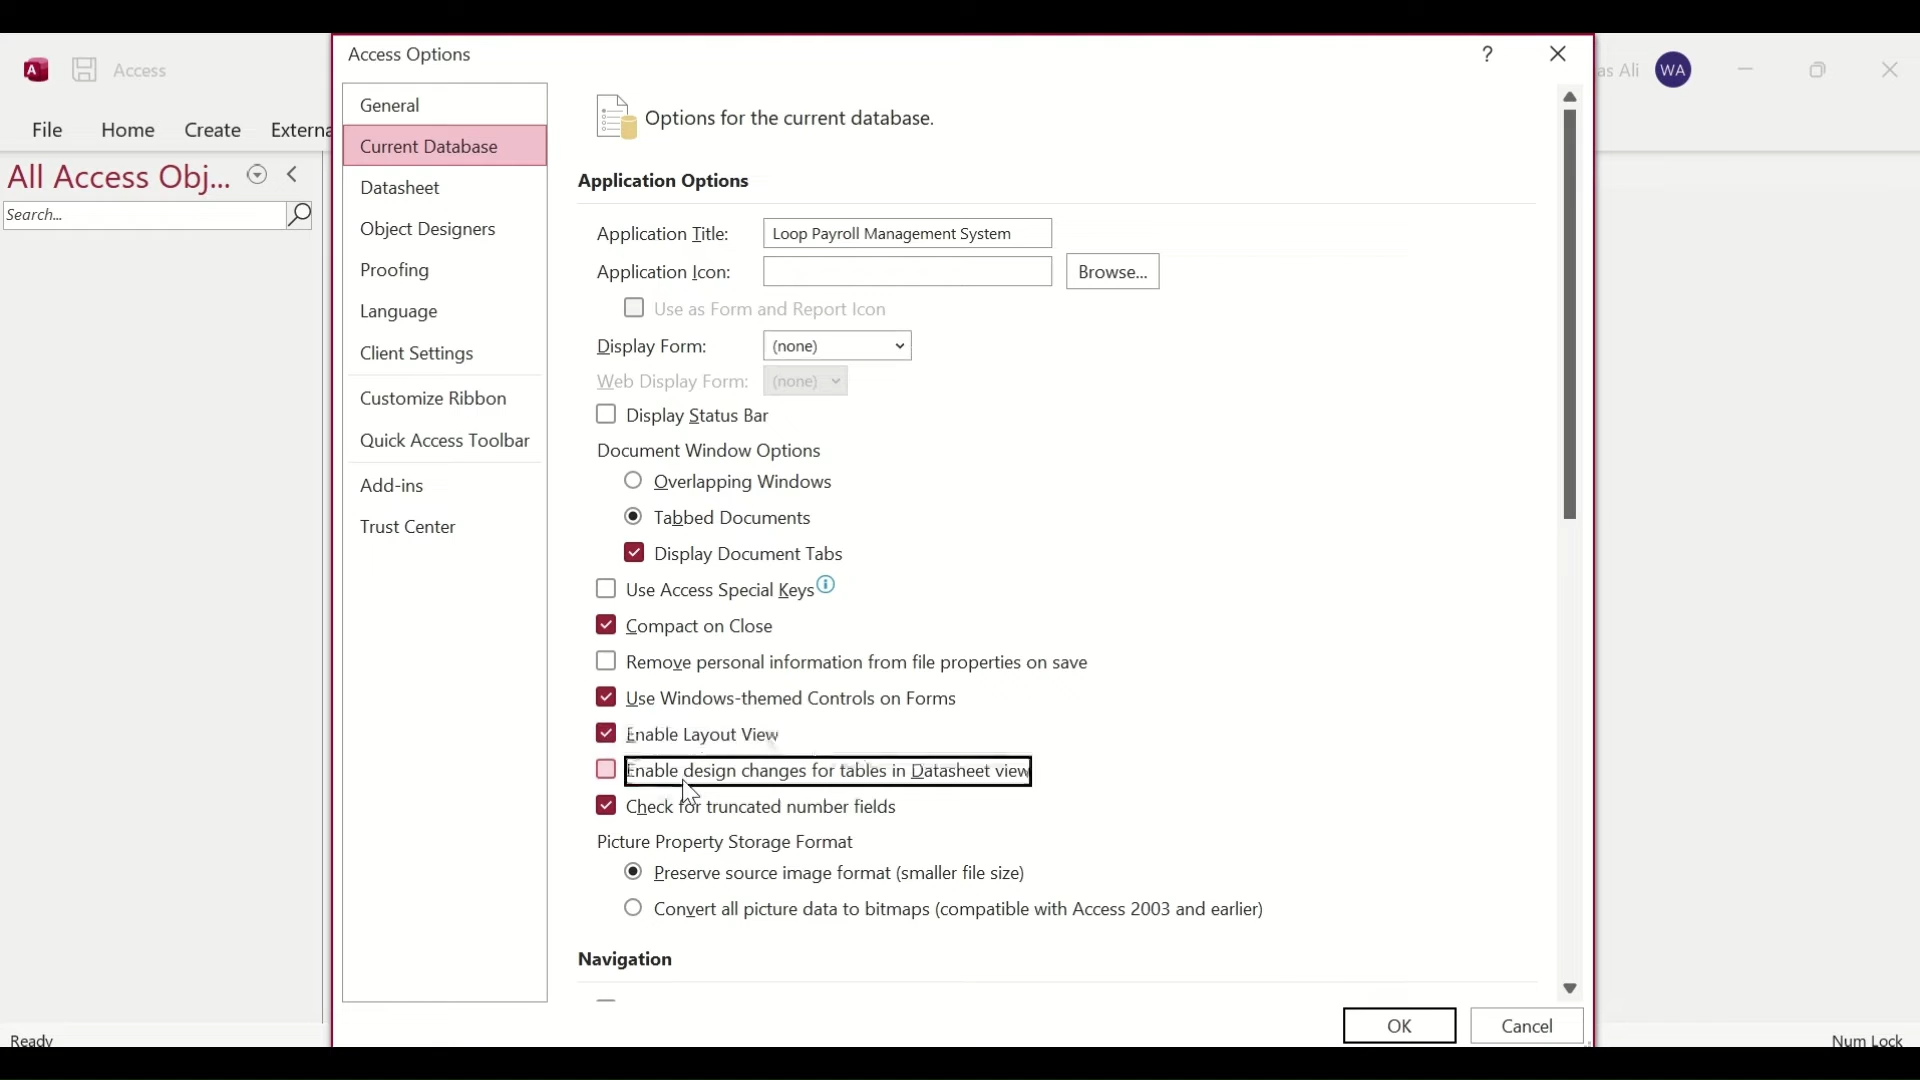 Access Options
?
Access
as Ali
WA
File
Home
Create
Externa
All Access Obj...
Search...
General
Current Database
Datasheet
Object Designers
Proofing
Language
Client Settings
Customize Ribbon
Quick Access Toolbar
Add-ins
Trust Center
Options for the current database.
Application Options
Application Title:
Loop Payroll Management System
Application Icon:
Browse...
Use as Form and Report Icon
Display Form:
(none)
Web Display Form:
(none)
Display Status Bar
Document Window Options
Overlapping Windows
Tabbed Documents
Display Document Tabs
Use Access Special Keys
Compact on Close
Remove personal information from file properties on save
Use Windows-themed Controls on Forms
Enable Layout View
Enable design changes for tables in Datasheet view
Check for truncated number fields
Picture Property Storage Format
Preserve source image format (smaller file size)
Convert all picture data to bitmaps (compatible with Access 2003 and earlier)
Navigation
OK
Cancel
Ready
Num Lock